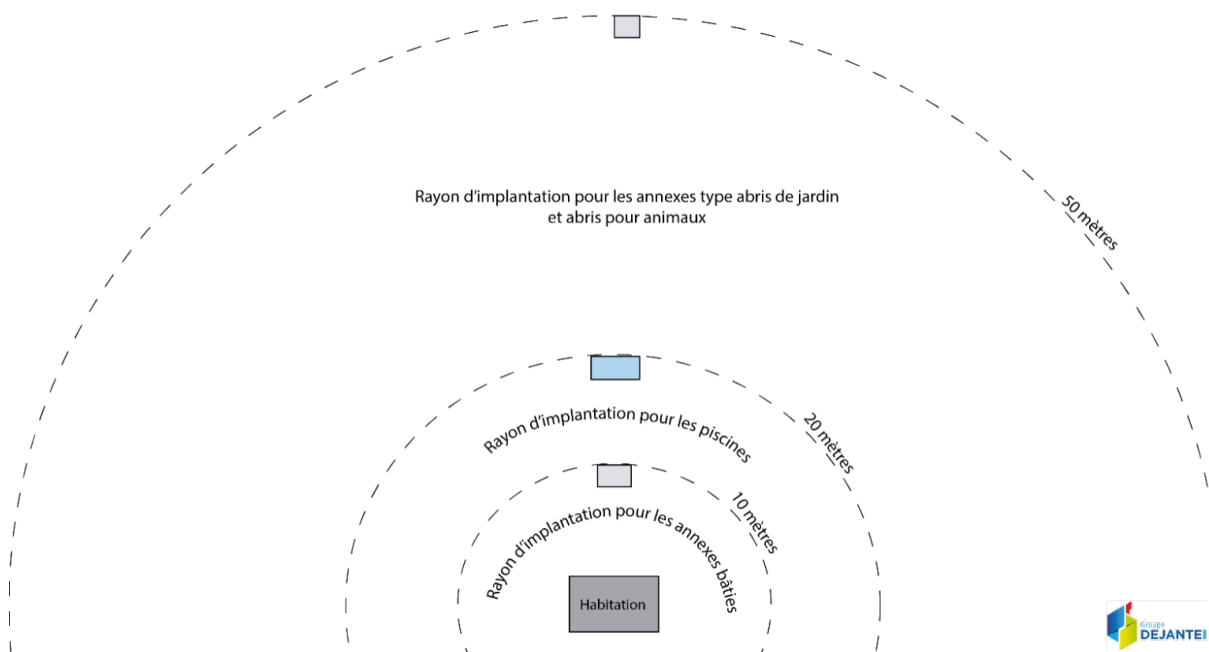 Rayon d'implantation pour les annexes type abris de jardin
et abris pour animaux
50 mètres
Rayon d'implantation pour les piscines
20 mètres
Rayon d'implantation pour les annexes bâties
10 mètres
Habitation
Groupe
DEJANTE